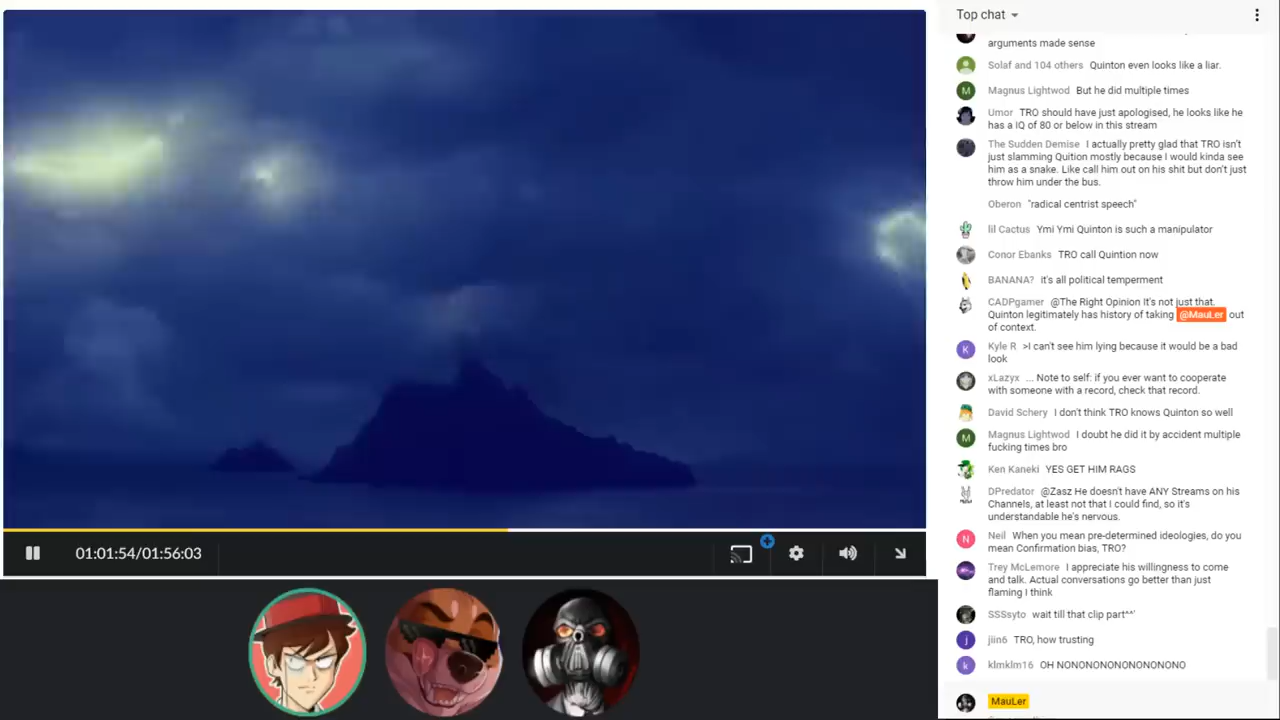 Top chat
arguments made sense
Solaf and 104 others Quinton even looks like a liar.
M Magnus Lightwod But he did multiple times
Umor TRO should have just apologised, he looks like he
has a IQ of 80 or below in this stream
The Sudden Demise I actually pretty glad that TRO isn't
just slamming Quition mostly because I would kinda see
him as a snake. Like call him out on his shit but don't just
throw him under the bus.
Oberon "radical centrist speech"
lil Cactus Ymi Ymi Quinton is such a manipulator
Conor Ebanks TRO call Quintion now
BANANA? it's all political temperment
CADPgamer @The Right Opinion It's not just that.
Quinton legitimately has history of taking @MauLer out
of context.
K Kyle R >I can't see him lying because it would be a bad
look
xLazyx ... Note to self: if you ever want to cooperate
with someone with a record, check that record.
David Schery I don't think TRO knows Quinton so well
M Magnus Lightwod I doubt he did it by accident multiple
fucking times bro
Ken Kaneki YES GET HIM RAGS
DPredator @Zasz He doesn't have ANY Streams on his
Channels, at least not that I could find, so it's
understandable he's nervous.
N Neil When you mean pre-determined ideologies, do you
mean Confirmation bias, TRO?
Trey McLemore I appreciate his willingness to come
and talk. Actual conversations go better than just
flaming I think
SSSsyto wait till that clip part^^'
j jiin6 TRO, how trusting
k klmklm16 OH NONONONONONONONONO
MauLer
01:01:54/01:56:03